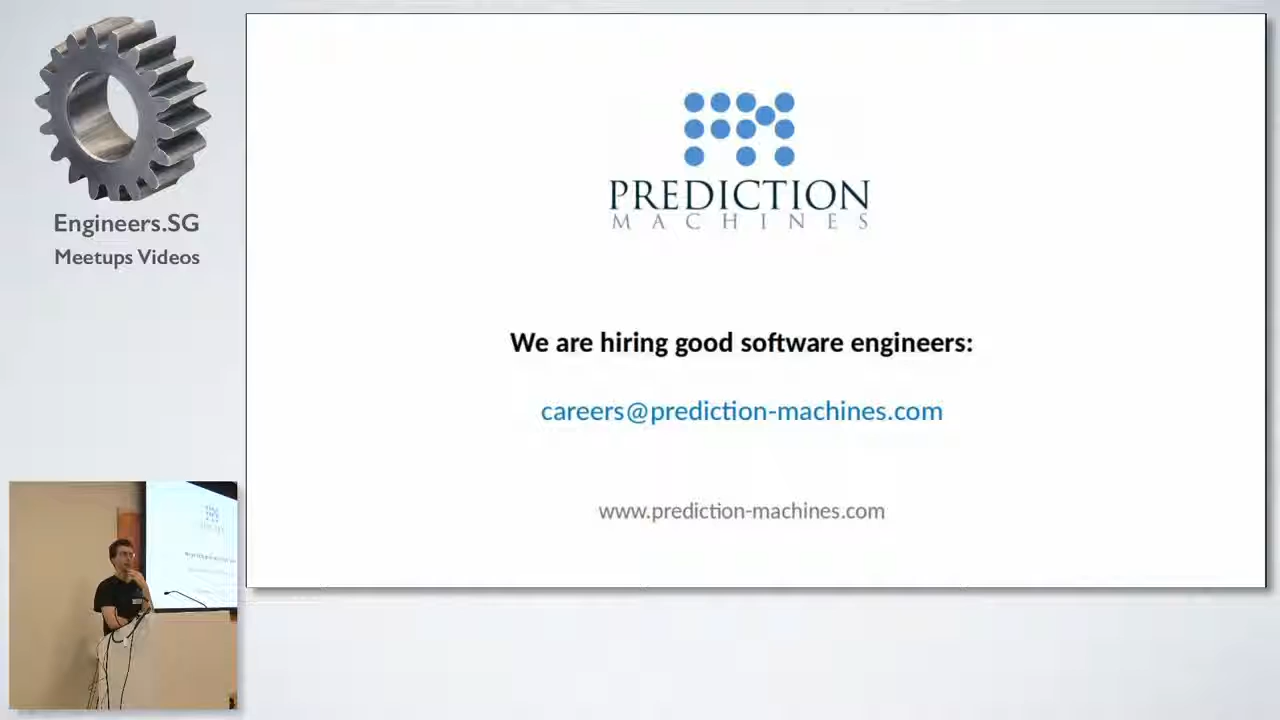 Engineers.SG
Meetups Videos
PREDICTION
MACHINES
We are hiring good software engineers:
careers@prediction-machines.com
www.prediction-machines.com